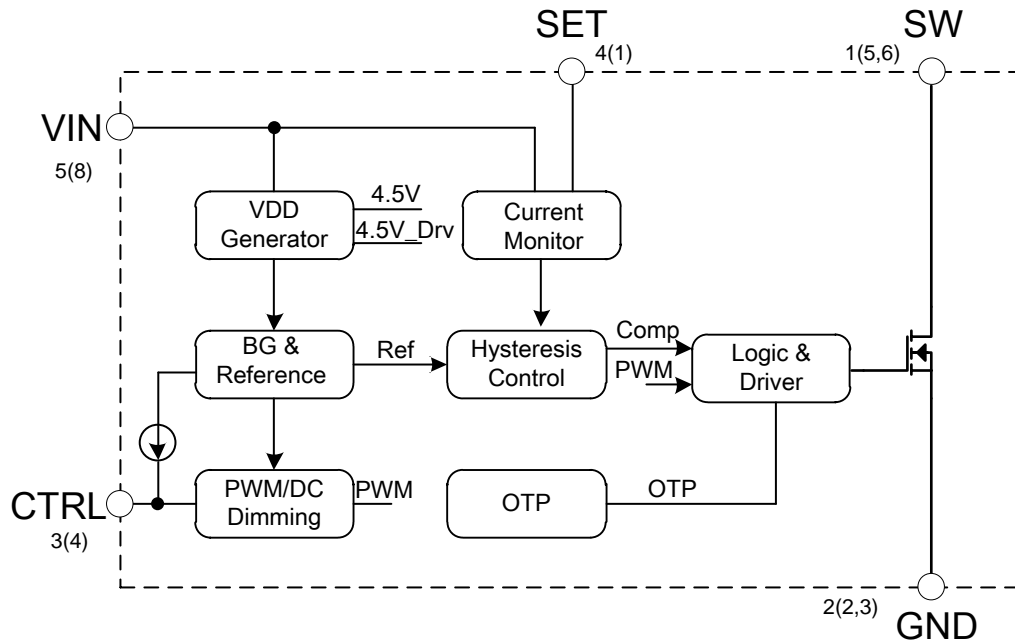 SET
4(1)
SW
1(5,6)
VIN
5(8)
VDD
Generator
4.5V
4.5V_Drv
Current
Monitor
BG &
Reference
Ref
Hysteresis
Control
Comp
PWM
Logic &
Driver
CTRL
3(4)
PWM/DC
Dimming
PWM
OTP
OTP
2(2,3)
GND